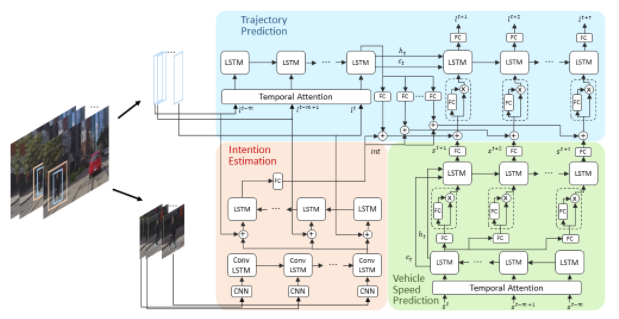 Trajectory
Prediction
l^{t+1} l^{t+2} l^{t+τ}
FC FC FC
LSTM LSTM ... LSTM h_t LSTM LSTM ... LSTM
c_t
Temporal Attention FC FC FC ... FC FC FC FC
l^{t-m} l^{t-m+1} l^t
Intention
Estimation
int
s^{t+1} s^{t+2} s^{t+τ}
FC FC FC FC
LSTM LSTM ... LSTM
LSTM ... LSTM LSTM
FC FC FC
h_t
c_t
FC FC FC
Conv LSTM Conv LSTM ... Conv LSTM
LSTM LSTM ... LSTM
CNN CNN CNN
Temporal Attention
Vehicle
Speed
Prediction
s^t s^{t-m+1} s^{t-m}